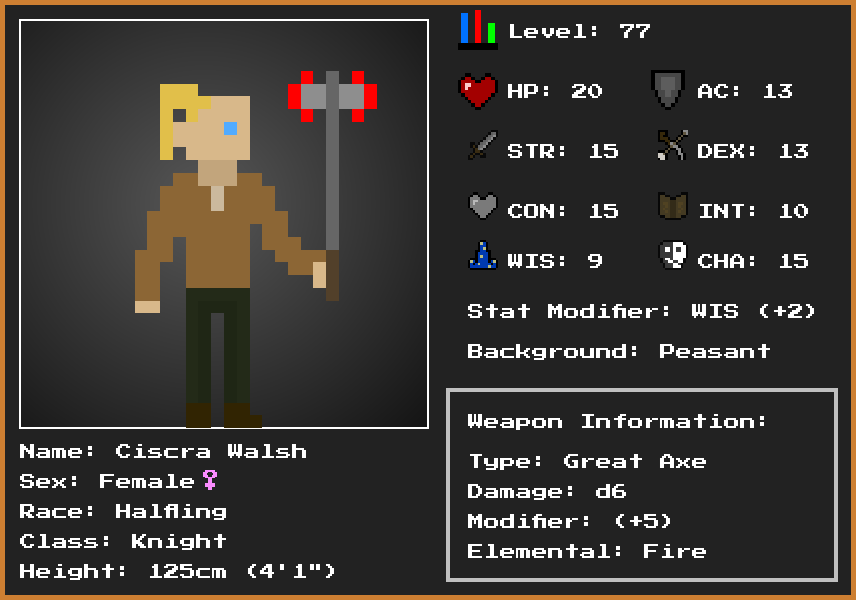 Level: 77
HP: 20
AC: 13
STR: 15
DEX: 13
CON: 15
INT: 10
WIS: 9
CHA: 15
Stat Modifier: WIS (+2)
Background: Peasant
Weapon Information:
Type: Great Axe
Damage: d6
Modifier: (+5)
Elemental: Fire
Name: Ciscra Walsh
Sex: Female♀
Race: Halfling
Class: Knight
Height: 125cm (4'1")